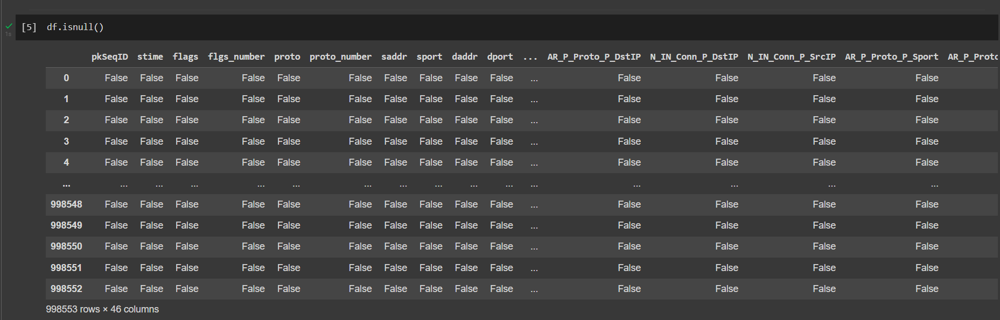 [5] df.isnull()
1s
pkSeqID stime flags flgs_number proto proto_number saddr sport daddr dport ... AR_P_Proto_P_DstIP N_IN_Conn_P_DstIP N_IN_Conn_P_SrcIP AR_P_Proto_P_Sport AR_P_Proto
0 False False False False False False False False False False ... False False False False
1 False False False False False False False False False False ... False False False False
2 False False False False False False False False False False ... False False False False
3 False False False False False False False False False False ... False False False False
4 False False False False False False False False False False ... False False False False
... ... ... ... ... ... ... ... ... ... ... ... ... ... ... ...
998548 False False False False False False False False False False ... False False False False
998549 False False False False False False False False False False ... False False False False
998550 False False False False False False False False False False ... False False False False
998551 False False False False False False False False False False ... False False False False
998552 False False False False False False False False False False ... False False False False
998553 rows × 46 columns